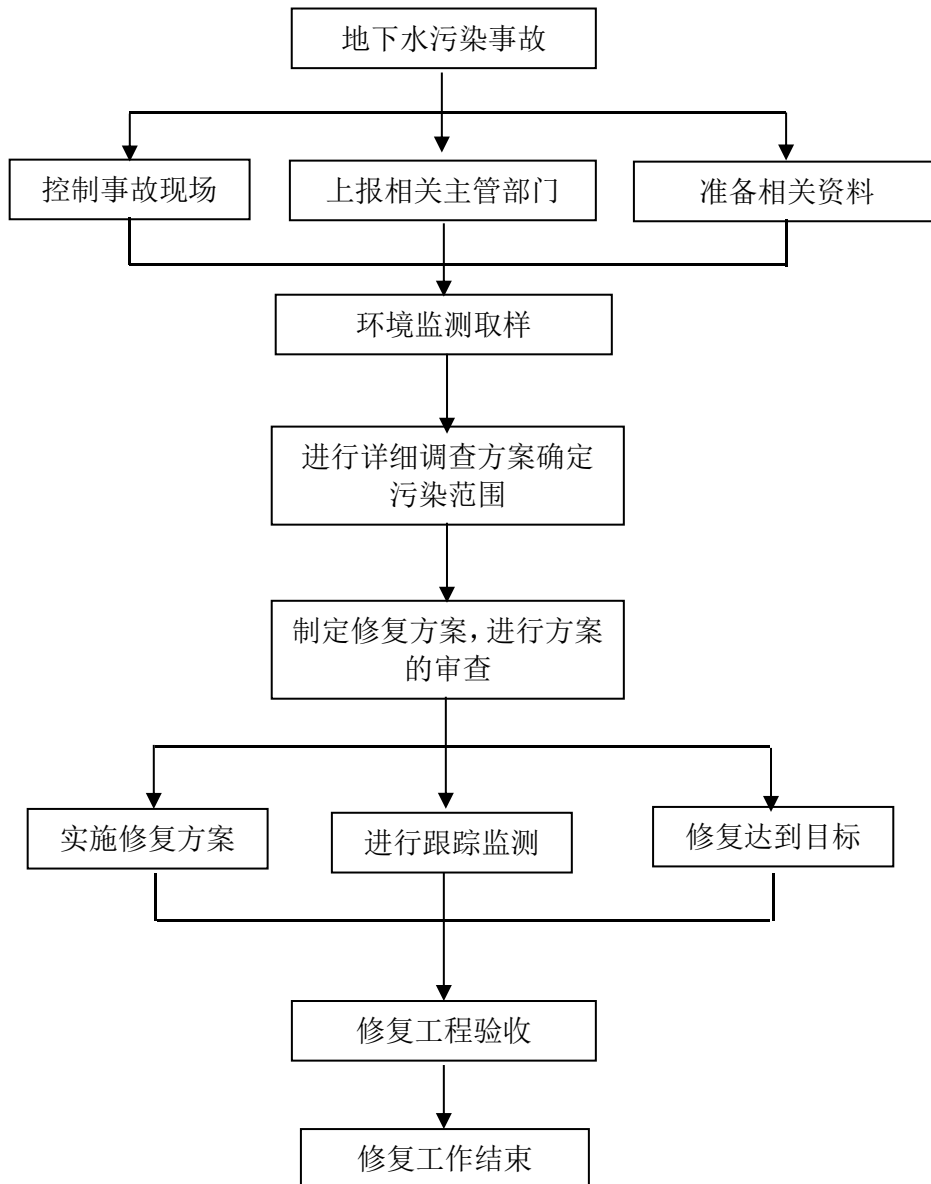 地下水污染事故
控制事故现场
上报相关主管部门
准备相关资料
环境监测取样
进行详细调查方案确定
污染范围
制定修复方案，进行方案
的审查
实施修复方案
进行跟踪监测
修复达到目标
修复工程验收
修复工作结束